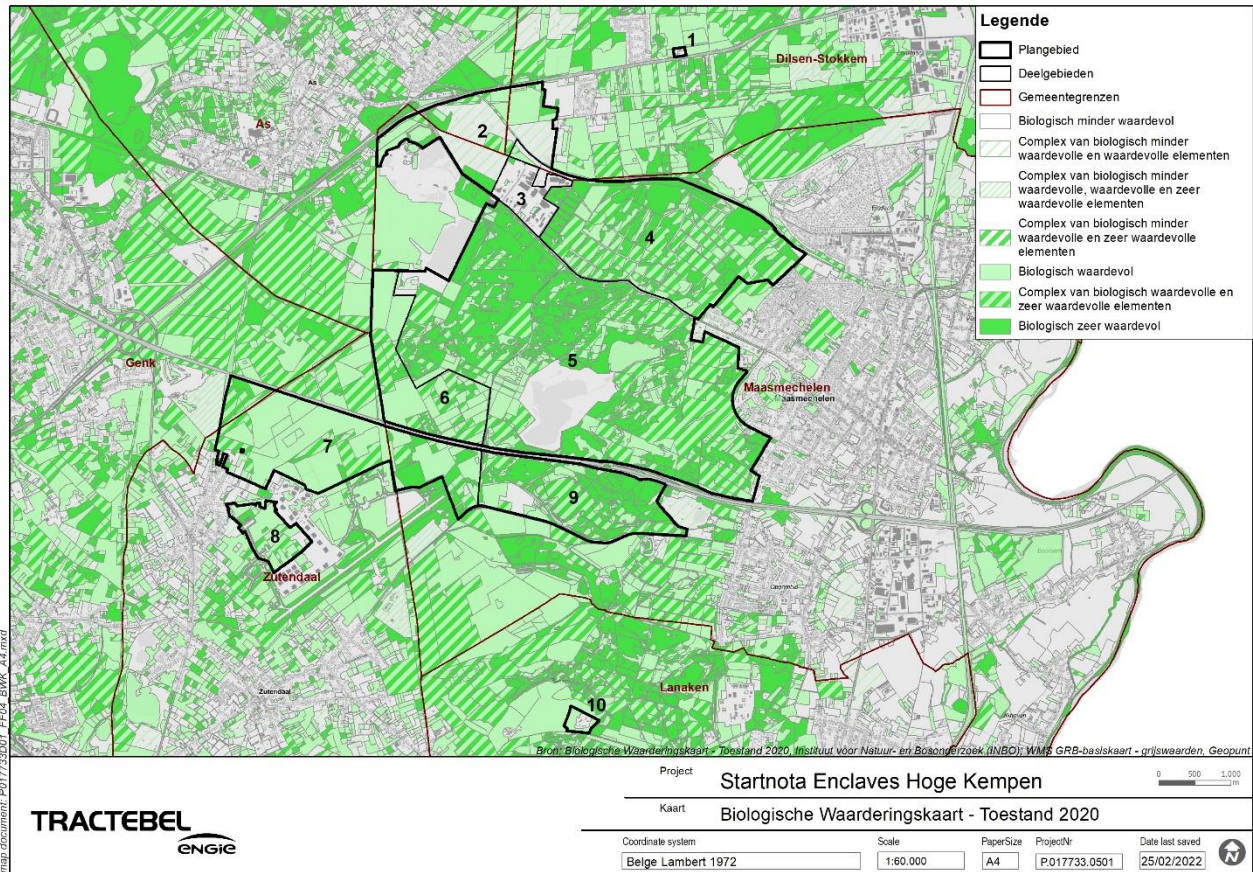 Legende
Plangebied
Deelgebieden
Gemeentegrenzen
Biologisch minder waardevol
Complex van biologisch minder
waardevolle en waardevolle elementen
Complex van biologisch minder
waardevolle, waardevolle en zeer
waardevolle elementen
Complex van biologisch minder
waardevolle en zeer waardevolle
elementen
Biologisch waardevol
Complex van biologisch waardevolle en
zeer waardevolle elementen
Biologisch zeer waardevol
1
Dilsen-Stokkem
As
As
2
3
4
Genk
5
Maasmechelen
6
7
8
9
Zutendaal
Zutendaal
Lanaken
10
Bron: Biologische Waarderingskaart - Toestand 2020, Instituut voor Natuur- en Bosonderzoek (INBO); WMS GRB-basiskaart - grijswaarden, Geopunt
map document: P017733D01_FF04_BWK_A4.mxd
Project
Startnota Enclaves Hoge Kempen
0 500 1.000
m
Kaart
Biologische Waarderingskaart - Toestand 2020
TRACTEBEL
ENGIE
Coordinate system
Scale
PaperSize
ProjectNr
Date last saved
Belge Lambert 1972
1:60.000
A4
P.017733.0501
25/02/2022
N